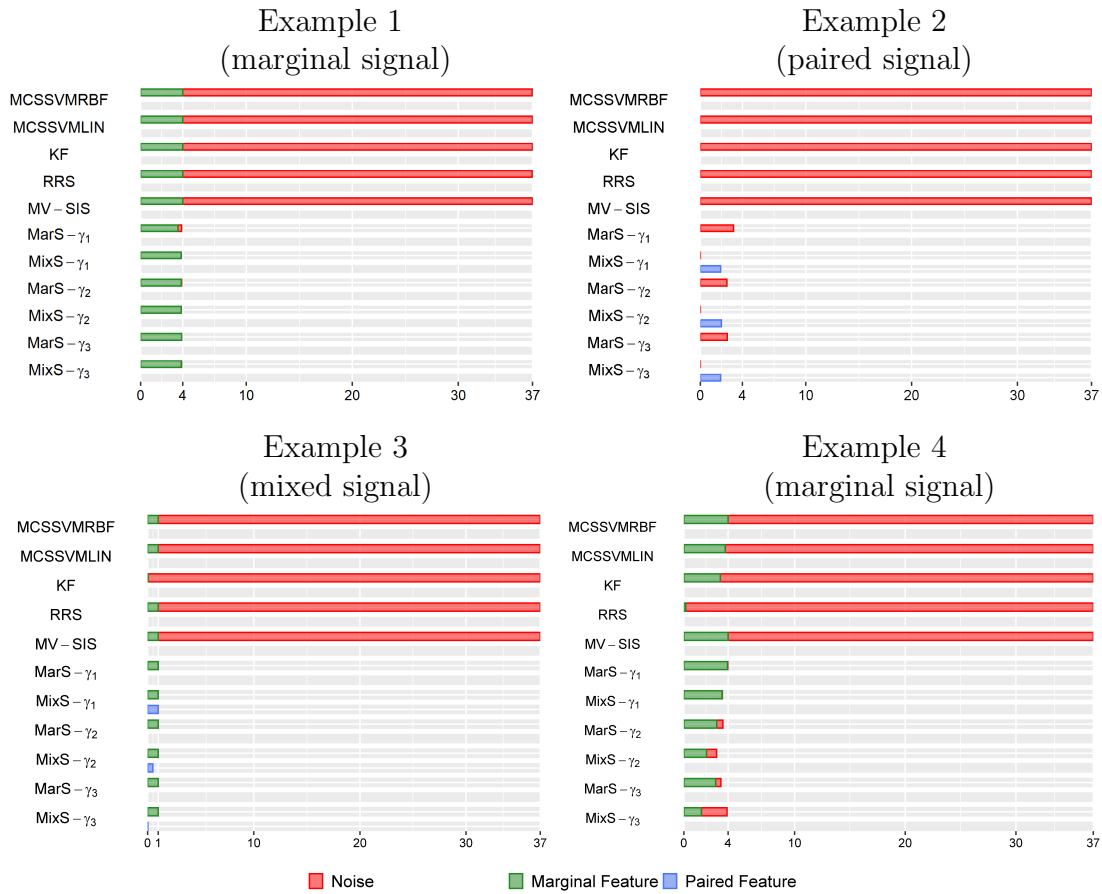 Example 1
(marginal signal)
MCSSVMRBF
MCSSVMLIN
KF
RRS
MV − SIS
MarS − γ₁
MixS − γ₁
MarS − γ₂
MixS − γ₂
MarS − γ₃
MixS − γ₃
0 4 10 20 30 37
Example 2
(paired signal)
MCSSVMRBF
MCSSVMLIN
KF
RRS
MV − SIS
MarS − γ₁
MixS − γ₁
MarS − γ₂
MixS − γ₂
MarS − γ₃
MixS − γ₃
0 4 10 20 30 37
Example 3
(mixed signal)
MCSSVMRBF
MCSSVMLIN
KF
RRS
MV − SIS
MarS − γ₁
MixS − γ₁
MarS − γ₂
MixS − γ₂
MarS − γ₃
MixS − γ₃
0 1 10 20 30 37
Example 4
(marginal signal)
MCSSVMRBF
MCSSVMLIN
KF
RRS
MV − SIS
MarS − γ₁
MixS − γ₁
MarS − γ₂
MixS − γ₂
MarS − γ₃
MixS − γ₃
0 4 10 20 30 37
Noise Marginal Feature Paired Feature